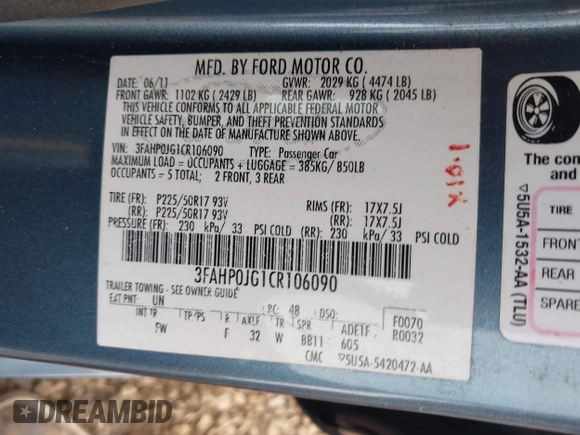 MFD. BY FORD MOTOR CO.
DATE: 06/11 GVWR: 2029 KG (4474 LB)
FRONT GAWR: 1102 KG (2429 LB) REAR GAWR: 928 KG (2045 LB)
THIS VEHICLE CONFORMS TO ALL APPLICABLE FEDERAL MOTOR
VEHICLE SAFETY, BUMPER, AND THEFT PREVENTION STANDARDS
IN EFFECT ON THE DATE OF MANUFACTURE SHOWN ABOVE.
VIN: 3FAHP0JG1CR106090 TYPE: Passenger Car
MAXIMUM LOAD = OCCUPANTS + LUGGAGE = 385KG/ 850LB
OCCUPANTS = 5 TOTAL; 2 FRONT, 3 REAR
TIRE (FR): P225/50R17 93V RIMS (FR): 17X7.5J
(RR): P225/50R17 93V (RR): 17X7.5J
PRESSURE (FR): 230 kPa/ 33 PSI COLD (RR): 230 kPa/ 33 PSI COLD
3FAHP0JG1CR106090
TRAILER TOWING - SEE OWNER GUIDE
EXT PNT: UN RC: 48 DSO:
INT TR TP/PS R AXLE TR SPR ADETF F0070
FW F 32 W BB11 605 R0032
CMC 5U5A-5420472-AA
The con
and
TIRE
FRONT
REAR
SPARE
5U5A-1532-AA (TLU)
DREAMBID